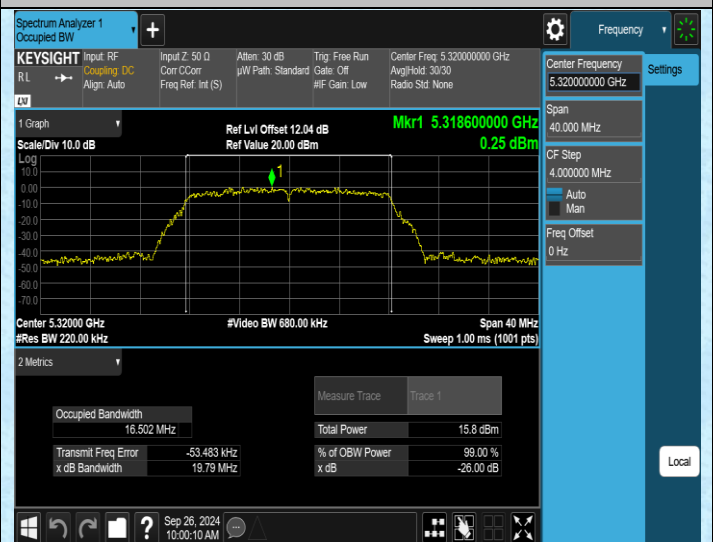 Spectrum Analyzer 1
Occupied BW
Frequency
KEYSIGHT
RL
Input: RF
Coupling: DC
Align: Auto
Input Z: 50 Ω
Corr CCorr
Freq Ref: Int (S)
Atten: 30 dB
µW Path: Standard
Trig: Free Run
Gate: Off
#IF Gain: Low
Center Freq: 5.320000000 GHz
Avg|Hold: 30/30
Radio Std: None
LXI
1 Graph
Scale/Div 10.0 dB
Ref Lvl Offset 12.04 dB
Ref Value 20.00 dBm
Mkr1 5.318600000 GHz
0.25 dBm
Log
10.0
0.00
-10.0
-20.0
-30.0
-40.0
-50.0
-60.0
-70.0
1
Center 5.32000 GHz
#Res BW 220.00 kHz
#Video BW 680.00 kHz
Span 40 MHz
Sweep 1.00 ms (1001 pts)
2 Metrics
Measure Trace
Trace 1
Occupied Bandwidth
16.502 MHz
Total Power
15.8 dBm
Transmit Freq Error
-53.483 kHz
% of OBW Power
99.00 %
x dB Bandwidth
19.79 MHz
x dB
-26.00 dB
Center Frequency
5.320000000 GHz
Settings
Span
40.000 MHz
CF Step
4.000000 MHz
Auto
Man
Freq Offset
0 Hz
Local
Sep 26, 2024
10:00:10 AM